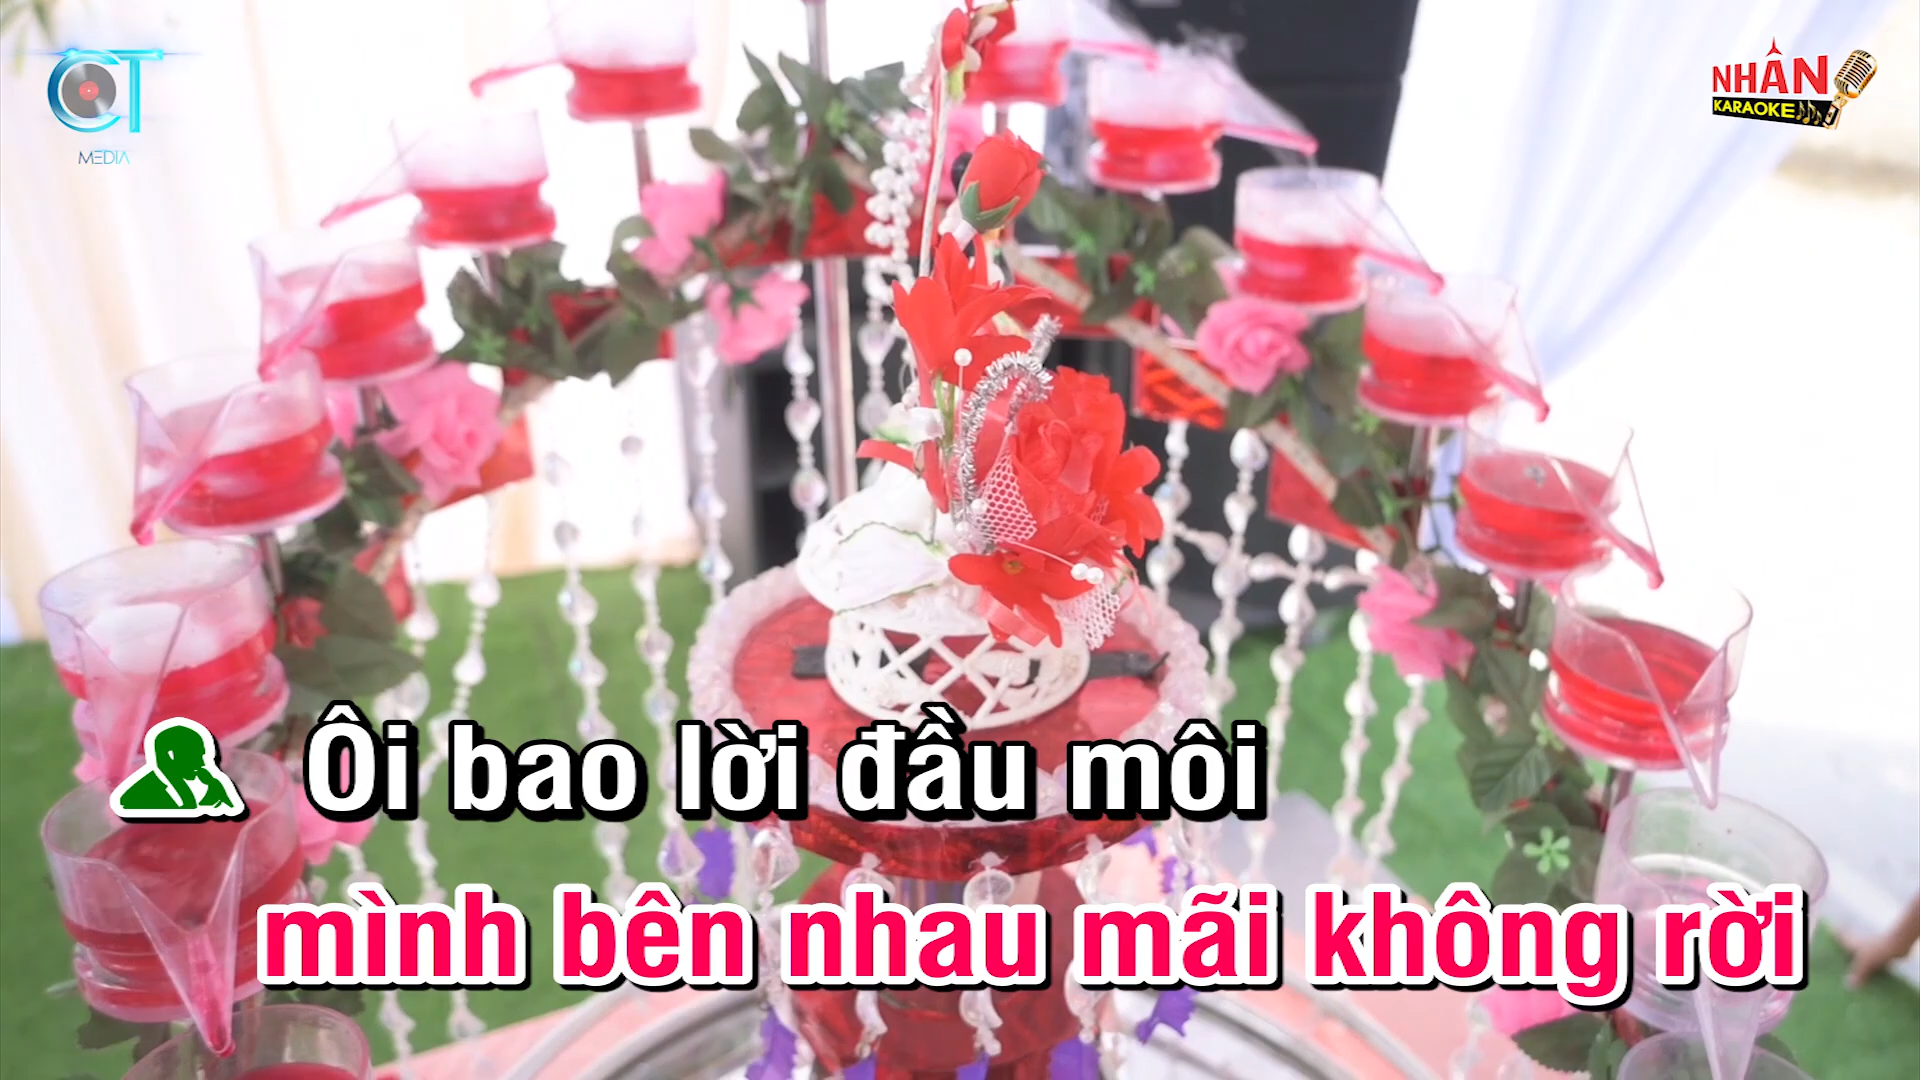 CT
MEDIA
NHÂN
KARAOKE
Ôi bao lời đầu môi
mình bên nhau mãi không rời